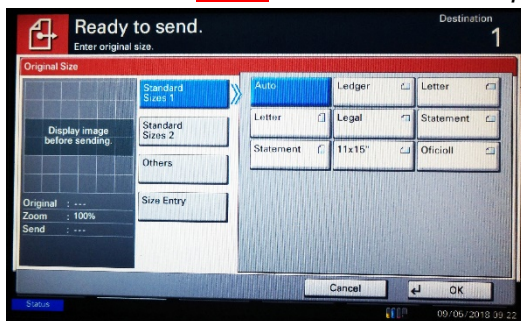 Ready to send.
Destination
Enter original size.
1
Original Size
Standard
Sizes 1
Auto
Ledger
Letter
Display image
before sending.
Standard
Sizes 2
Letter
Legal
Statement
Others
Statement
11x15"
Oficioll
Size Entry
Original : ---
Zoom : 100%
Send : ---
Cancel
OK
Status
09/05/2018 09:22